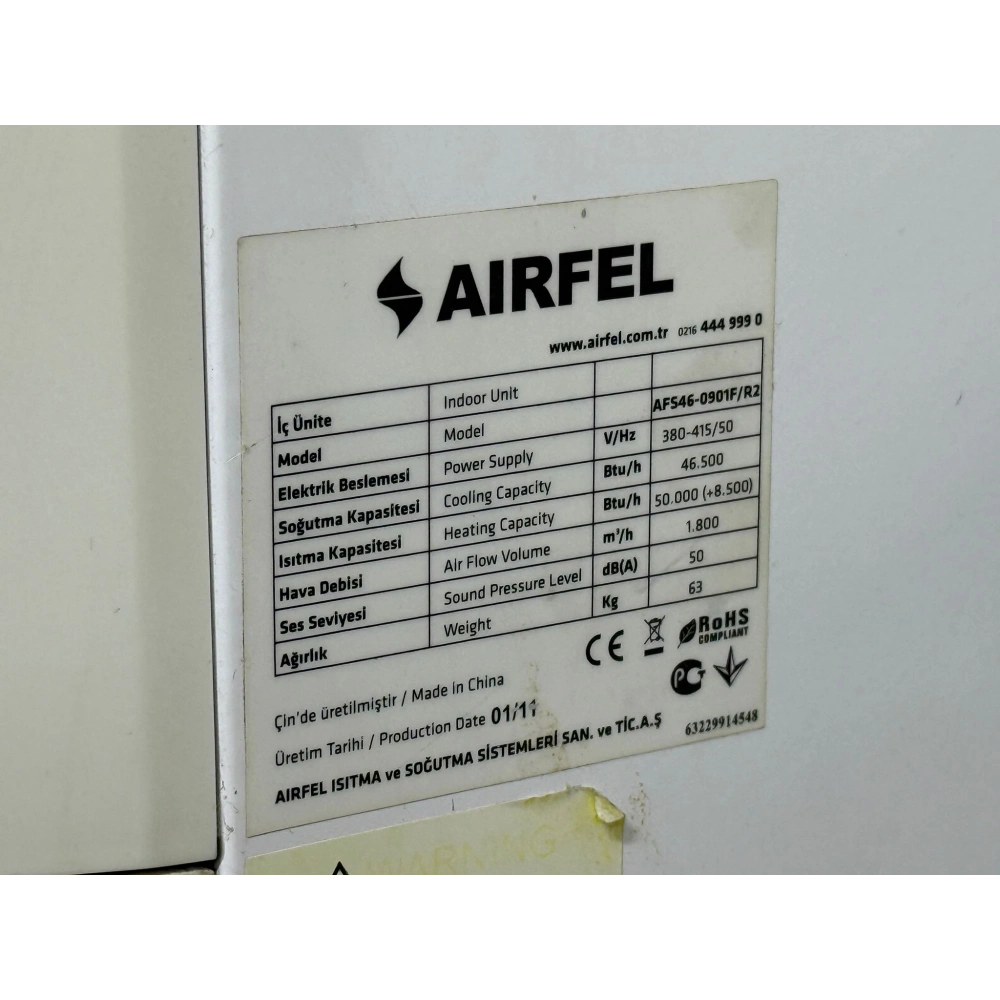 AIRFEL
www.airfel.com.tr 0216 444 999 0
İç Ünite Indoor Unit
Model Model AFS46-0901F/R2
Elektrik Beslemesi Power Supply V/Hz 380-415/50
Soğutma Kapasitesi Cooling Capacity Btu/h 46.500
Isıtma Kapasitesi Heating Capacity Btu/h 50.000 (+8.500)
Hava Debisi Air Flow Volume m³/h 1.800
Ses Seviyesi Sound Pressure Level dB(A) 50
Ağırlık Weight Kg 63
CE RoHS
COMPLIANT
Çin'de üretilmiştir / Made in China
Üretim Tarihi / Production Date 01/11
AIRFEL ISITMA ve SOĞUTMA SİSTEMLERİ SAN. ve TİC.A.Ş
63229914548
WARNING